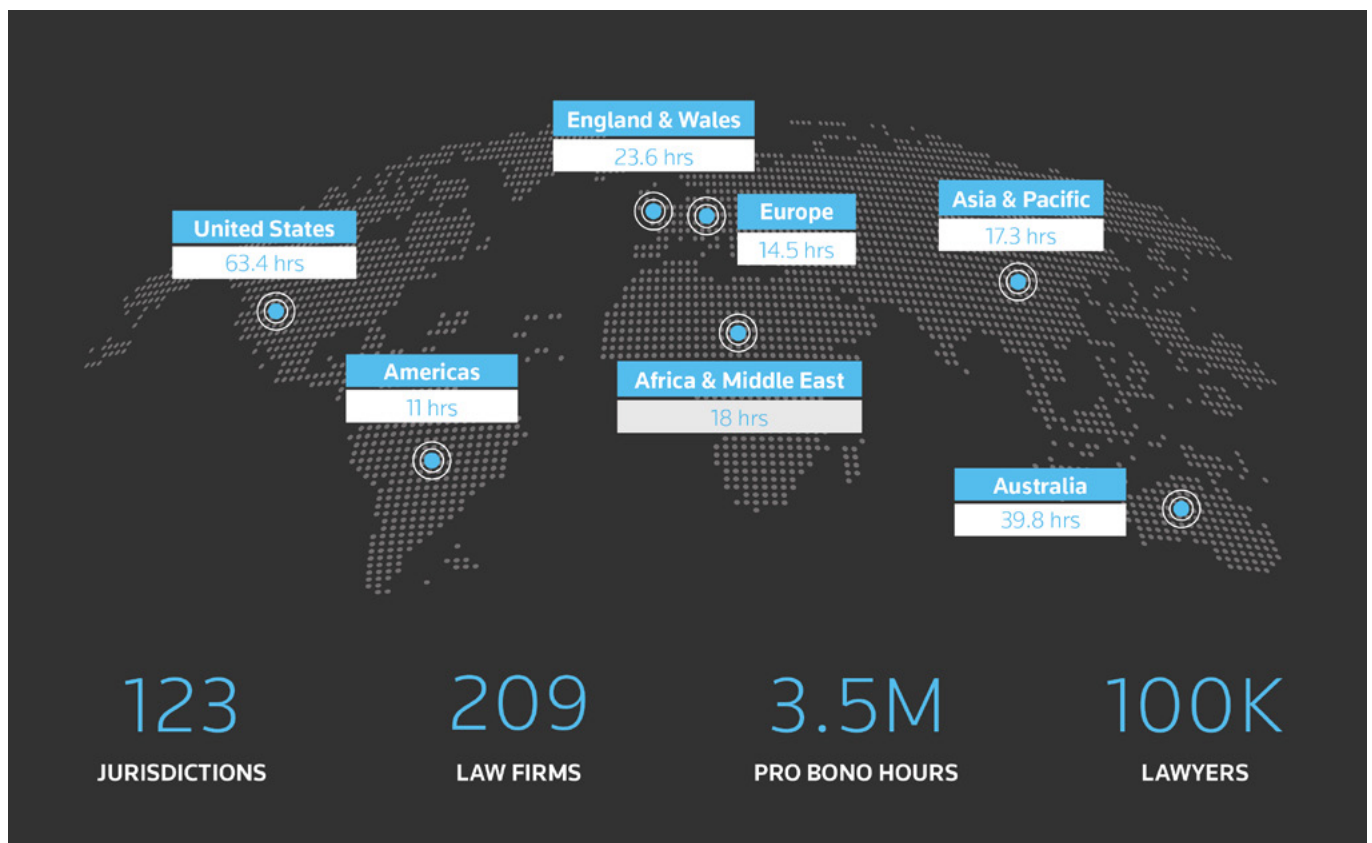 England & Wales
23.6 hrs
United States
63.4 hrs
Europe
14.5 hrs
Asia & Pacific
17.3 hrs
Americas
11 hrs
Africa & Middle East
18 hrs
Australia
39.8 hrs
123
JURISDICTIONS
209
LAW FIRMS
3.5M
PRO BONO HOURS
100K
LAWYERS